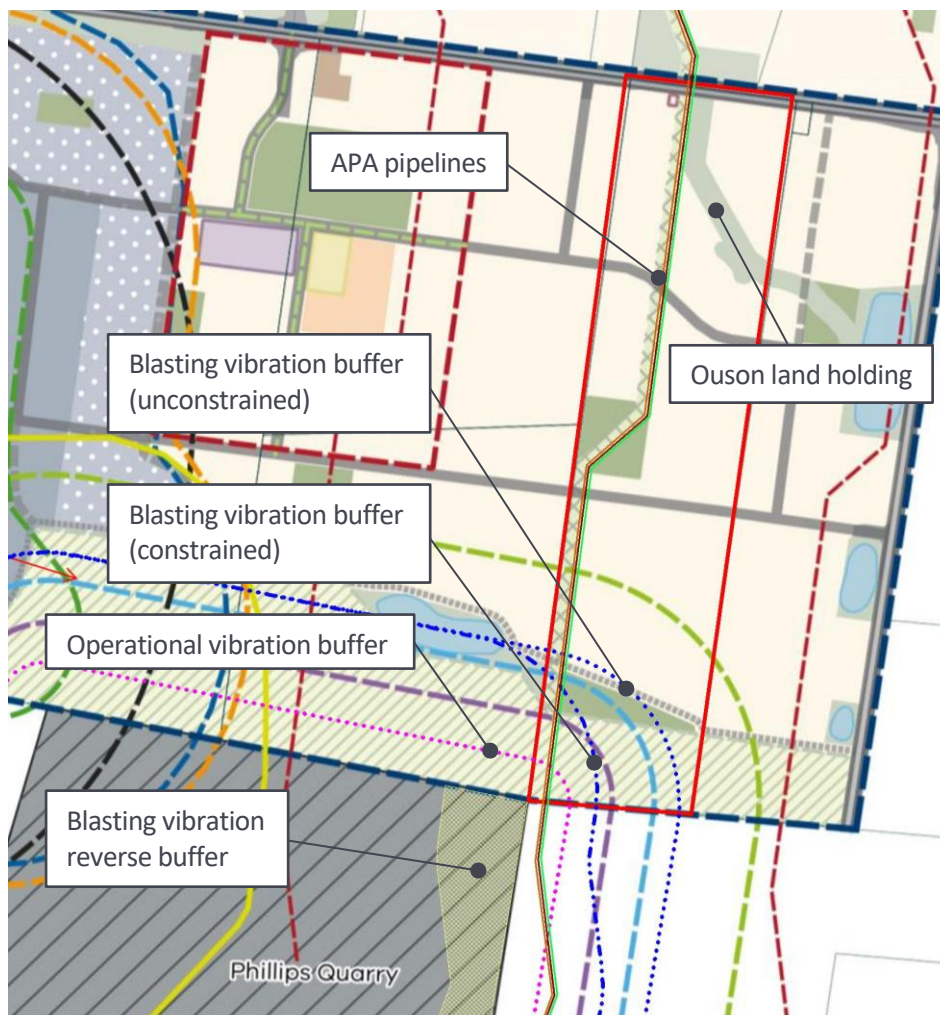 APA pipelines
Blasting vibration buffer
(unconstrained)
Ouson land holding
Blasting vibration buffer
(constrained)
Operational vibration buffer
Blasting vibration
reverse buffer
Phillips Quarry